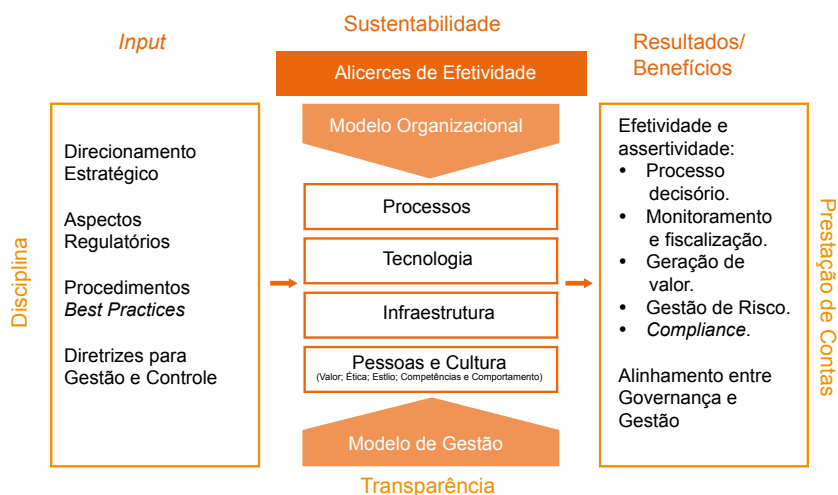 Sustentabilidade
Input
Resultados/
Benefícios
Alicerces de Efetividade
Modelo Organizacional
Disciplina
Direcionamento
Estratégico
Aspectos
Regulatórios
Procedimentos
Best Practices
Diretrizes para
Gestão e Controle
Processos
Tecnologia
Infraestrutura
Pessoas e Cultura
(Valor; Ética; Estlio; Competências e Comportamento)
Modelo de Gestão
Transparência
Efetividade e
assertividade:
• Processo
decisório.
• Monitoramento
e fiscalização.
• Geração de
valor.
• Gestão de Risco.
• Compliance.
Alinhamento entre
Governança e
Gestão
Prestação de Contas